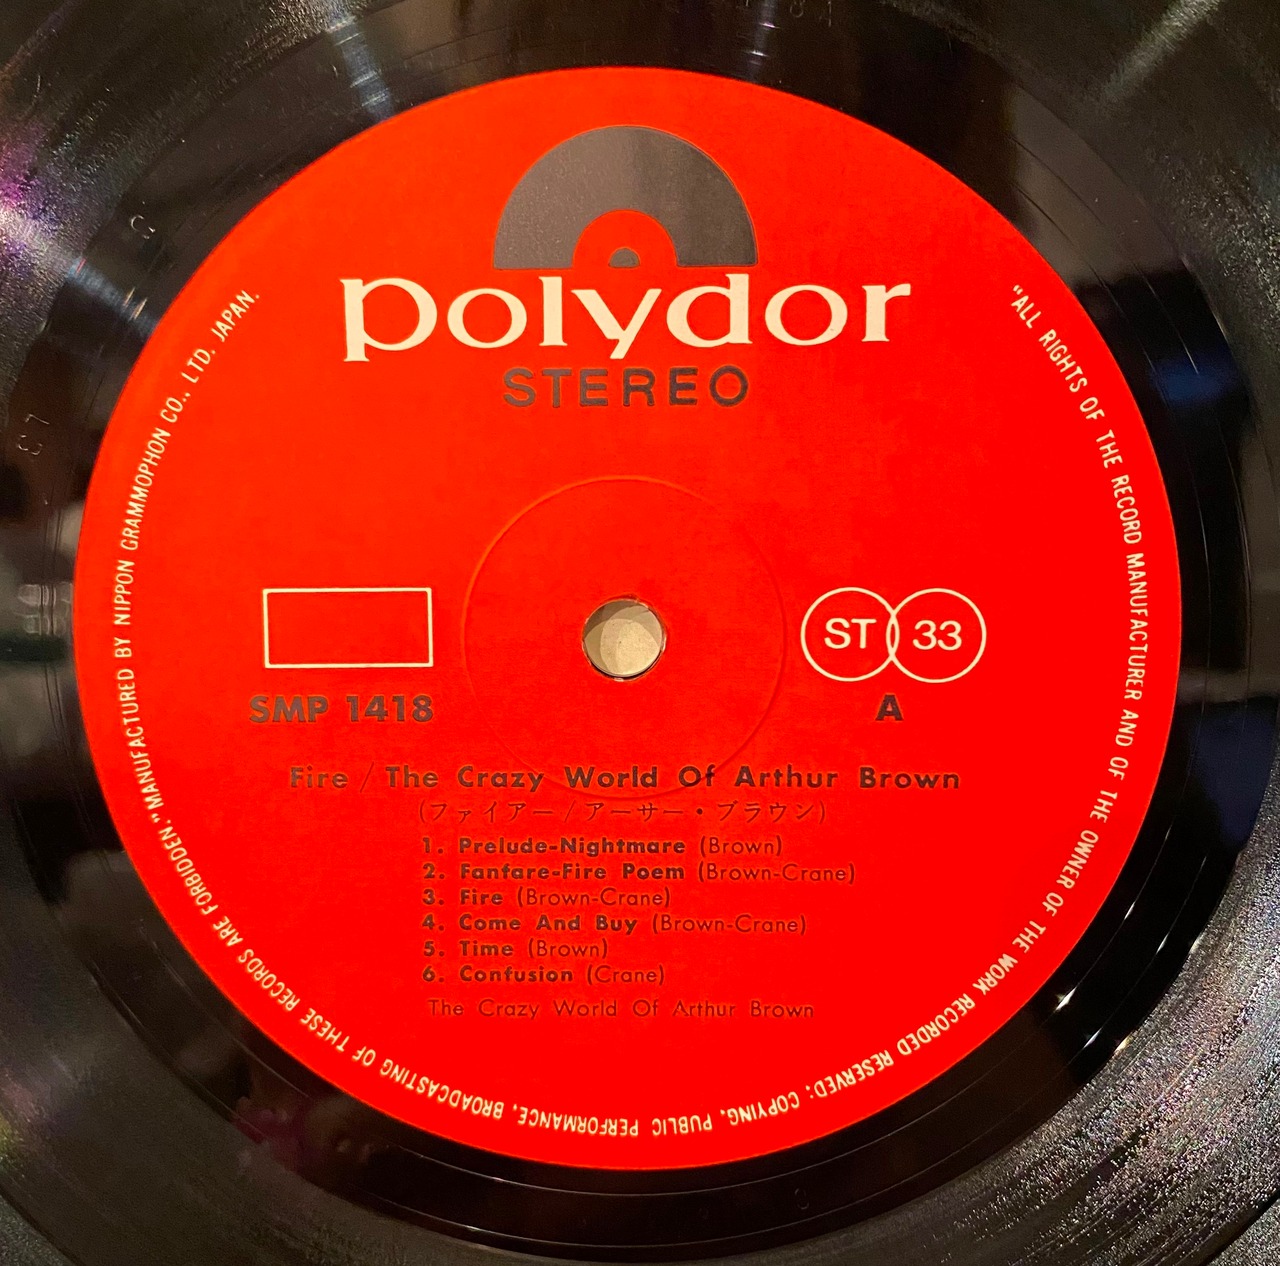 polydor
STEREO
"ALL RIGHTS OF THE RECORD MANUFACTURER AND OF THE OWNER OF THE WORK RECORDED RESERVED; COPYING, PUBLIC PERFORMANCE, BROADCASTING OF THESE RECORDS ARE FORBIDDEN." MANUFACTURED BY NIPPON GRAMMOPHON CO., LTD. JAPAN.
ST 33
SMP 1418
A
Fire / The Crazy World Of Arthur Brown
(ファイアー / アーサー・ブラウン)
1. Prelude-Nightmare (Brown)
2. Fanfare-Fire Poem (Brown-Crane)
3. Fire (Brown-Crane)
4. Come And Buy (Brown-Crane)
5. Time (Brown)
6. Confusion (Crane)
The Crazy World Of Arthur Brown